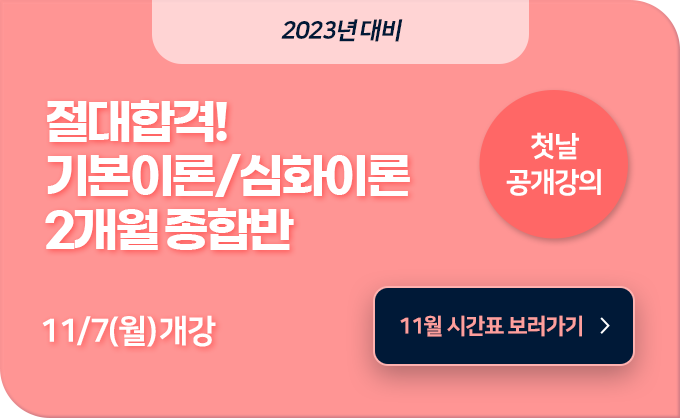 2023년 대비
절대합격!
기본이론/심화이론
2개월 종합반
첫날
공개강의
11/7(월) 개강
11월 시간표 보러가기